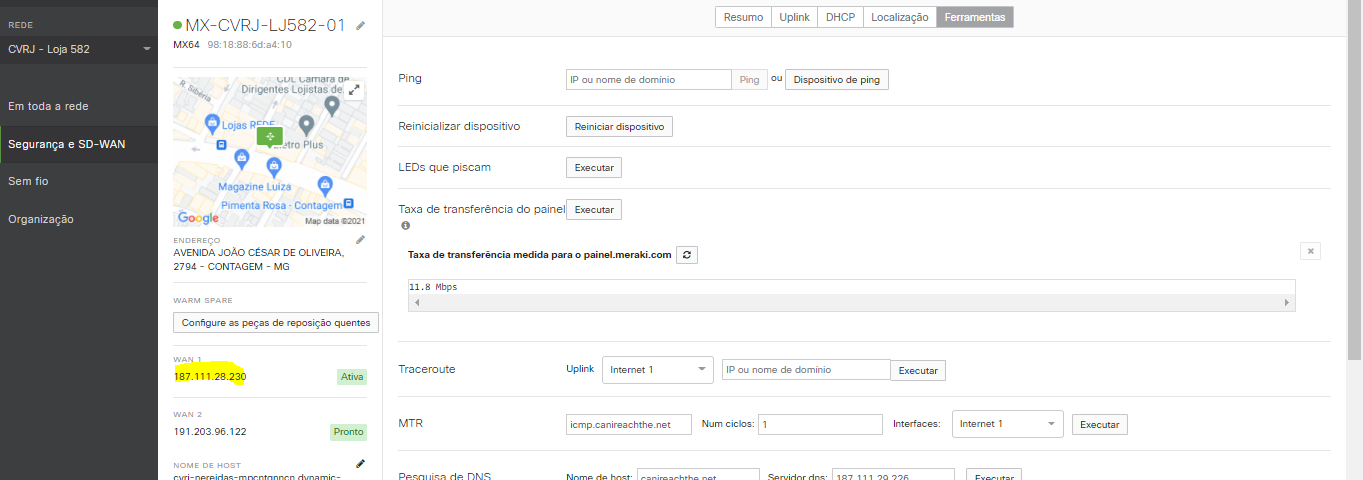 REDE
CVRJ - Loja 582
Em toda a rede
Segurança e SD-WAN
Sem fio
Organização
MX-CVRJ-LJ582-01
MX64 98:18:88:6d:a4:10
CDL Câmara de
Dirigentes Lojistas de
R. Sibéria
Lojas REDE
etro Plus
Magazine Luiza
Pimenta Rosa - Contagem
Google
Map data ©2021
ENDEREÇO
AVENIDA JOÃO CÉSAR DE OLIVEIRA,
2794 - CONTAGEM - MG
WARM SPARE
Configure as peças de reposição quentes
WAN 1
187.111.28.230 Ativa
WAN 2
191.203.96.122 Pronto
NOME DE HOST
cvrj-nereidas-mpcntqnncn.dynamic-
Resumo Uplink DHCP Localização Ferramentas
Ping IP ou nome de domínio Ping ou Dispositivo de ping
Reinicializar dispositivo Reiniciar dispositivo
LEDs que piscam Executar
Taxa de transferência do painel Executar
Taxa de transferência medida para o painel.meraki.com
11.8 Mbps
Traceroute Uplink Internet 1 IP ou nome de domínio Executar
MTR icmp.canireachthe.net Num ciclos: 1 Interfaces: Internet 1 Executar
Pesquisa de DNS Nome de host: canireachthe.net Servidor dns: 187.111.29.226 Executar